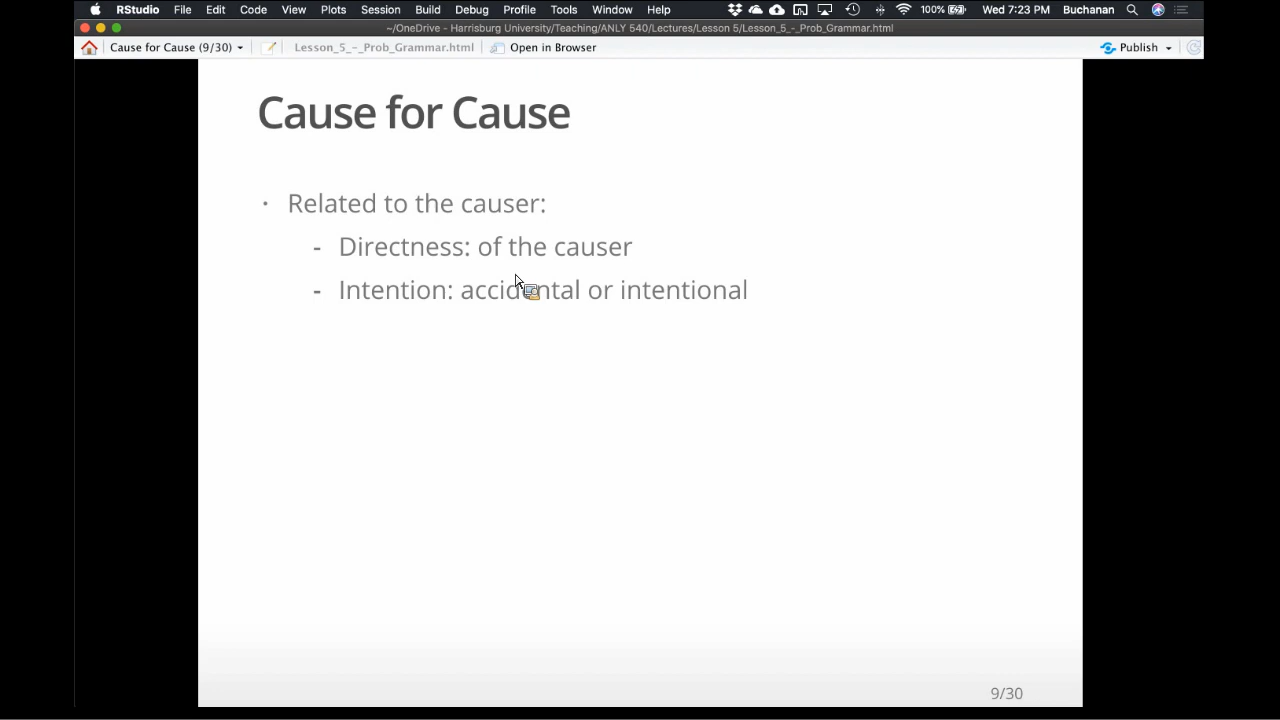 RStudio File Edit Code View Plots Session Build Debug Profile Tools Window Help 100% Wed 7:23 PM Buchanan
~/OneDrive - Harrisburg University/Teaching/ANLY 540/Lectures/Lesson 5/Lesson_5_-_Prob_Grammar.html
Cause for Cause (9/30) Lesson_5_-_Prob_Grammar.html Open in Browser Publish
Cause for Cause
· Related to the causer:
- Directness: of the causer
- Intention: accidental or intentional
9/30